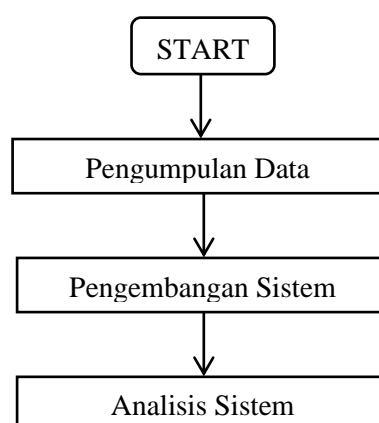 START
Pengumpulan Data
Pengembangan Sistem
Analisis Sistem